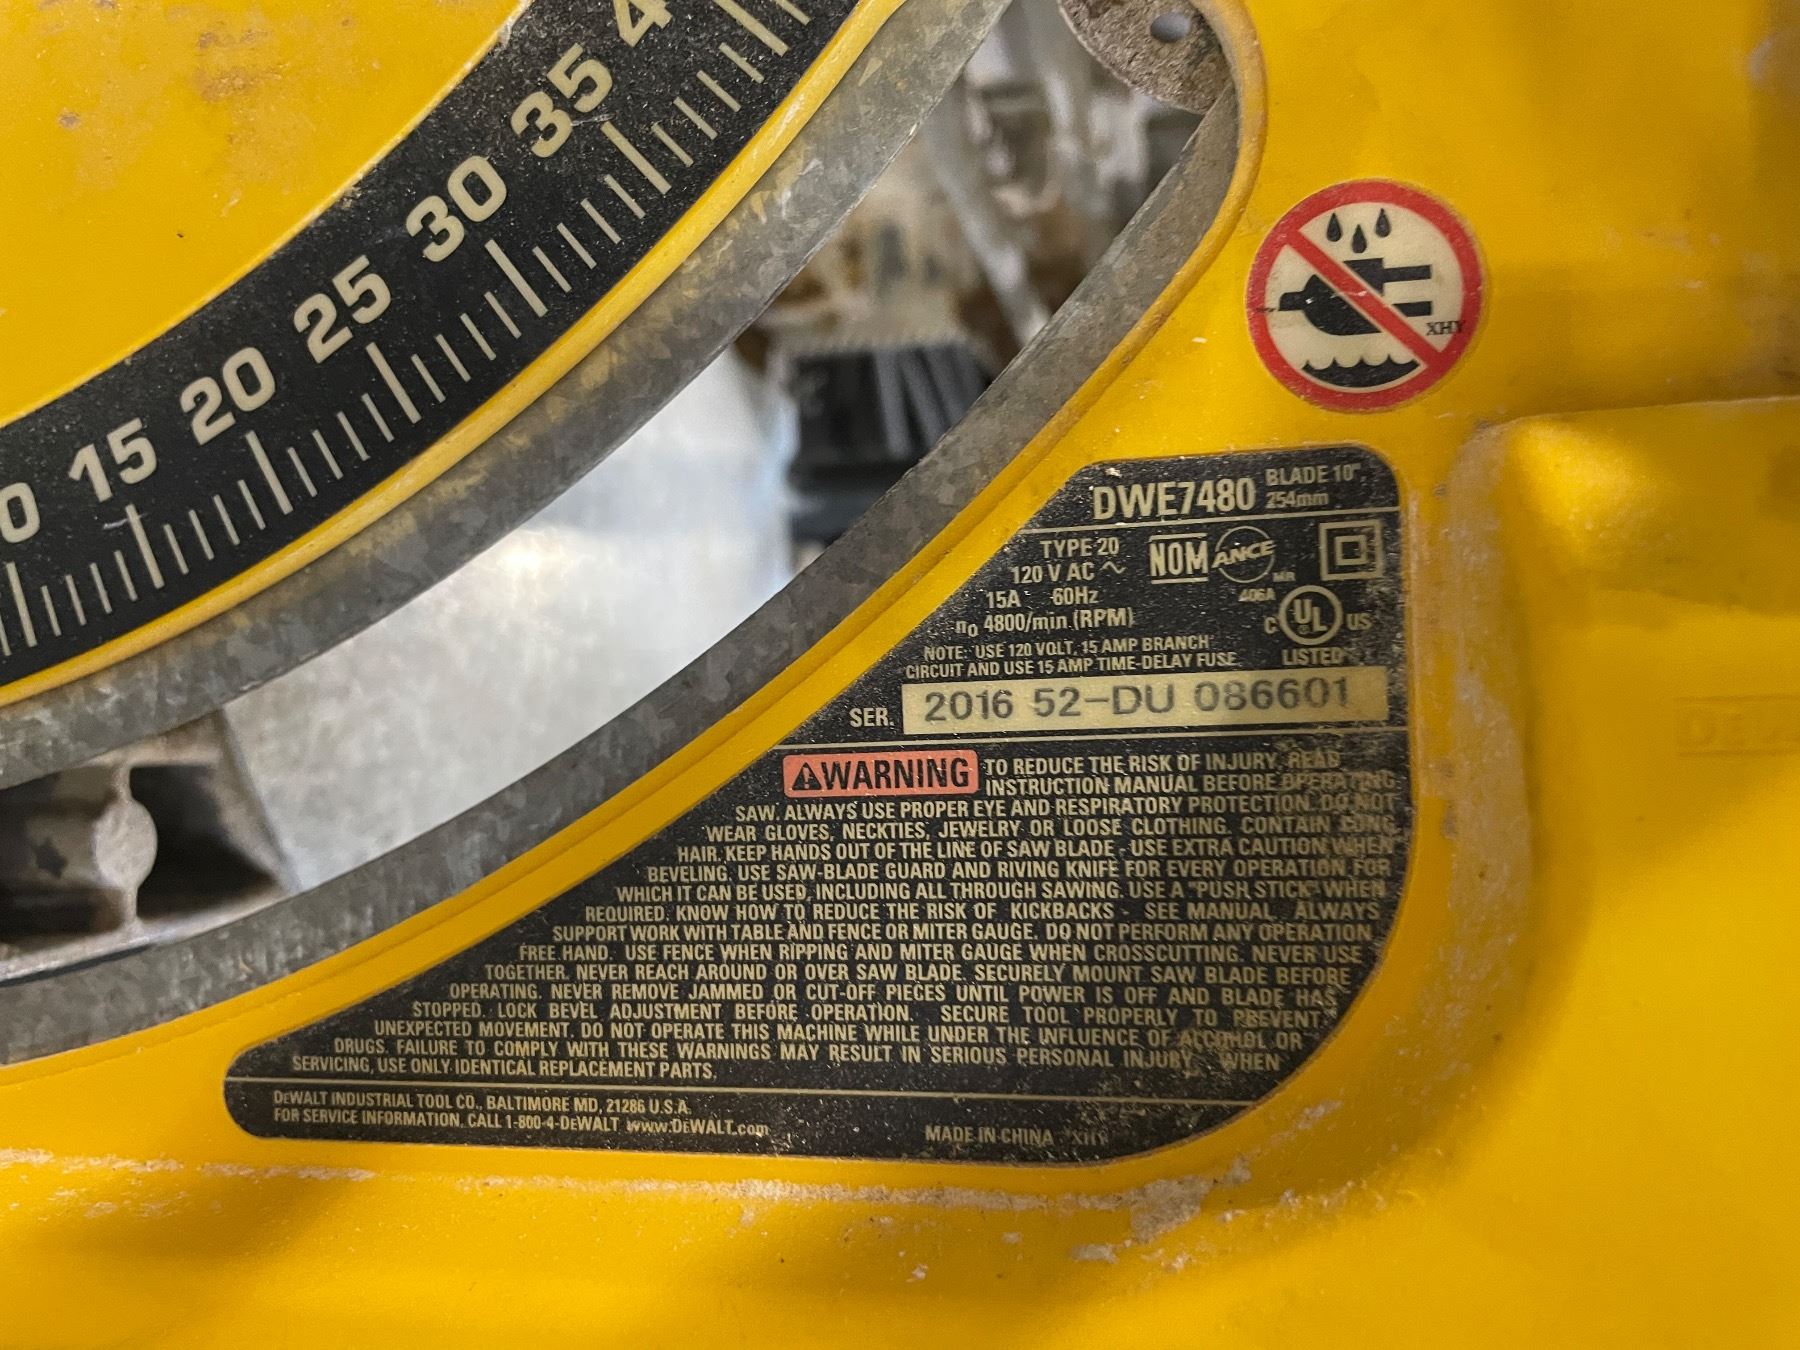 15 20 25 30 35
XHY
DWE7480 BLADE 10"
254mm
TYPE 20
120 V AC ~
15A 60Hz
n₀ 4800/min.(RPM)
NOM ANCE
MR
406A
C UL US
LISTED
NOTE: USE 120 VOLT, 15 AMP BRANCH
CIRCUIT AND USE 15 AMP TIME-DELAY FUSE
SER. 2016 52-DU 086601
WARNING TO REDUCE THE RISK OF INJURY, READ
INSTRUCTION MANUAL BEFORE OPERATING
SAW. ALWAYS USE PROPER EYE AND RESPIRATORY PROTECTION. DO NOT
WEAR GLOVES, NECKTIES, JEWELRY OR LOOSE CLOTHING. CONTAIN LONG
HAIR. KEEP HANDS OUT OF THE LINE OF SAW BLADE - USE EXTRA CAUTION WHEN
BEVELING. USE SAW-BLADE GUARD AND RIVING KNIFE FOR EVERY OPERATION FOR
WHICH IT CAN BE USED, INCLUDING ALL THROUGH SAWING. USE A "PUSH STICK" WHEN
REQUIRED. KNOW HOW TO REDUCE THE RISK OF KICKBACKS - SEE MANUAL. ALWAYS
SUPPORT WORK WITH TABLE AND FENCE OR MITER GAUGE. DO NOT PERFORM ANY OPERATION
FREE HAND. USE FENCE WHEN RIPPING AND MITER GAUGE WHEN CROSSCUTTING. NEVER USE
TOGETHER. NEVER REACH AROUND OR OVER SAW BLADE. SECURELY MOUNT SAW BLADE BEFORE
OPERATING. NEVER REMOVE JAMMED OR CUT-OFF PIECES UNTIL POWER IS OFF AND BLADE HAS
STOPPED. LOCK BEVEL ADJUSTMENT BEFORE OPERATION. SECURE TOOL PROPERLY TO PREVENT
UNEXPECTED MOVEMENT. DO NOT OPERATE THIS MACHINE WHILE UNDER THE INFLUENCE OF ALCOHOL OR
DRUGS. FAILURE TO COMPLY WITH THESE WARNINGS MAY RESULT IN SERIOUS PERSONAL INJURY. WHEN
SERVICING, USE ONLY IDENTICAL REPLACEMENT PARTS.
DEWALT INDUSTRIAL TOOL CO., BALTIMORE MD, 21286 U.S.A.
FOR SERVICE INFORMATION, CALL 1-800-4-DEWALT www.DEWALT.com
MADE IN CHINA XHY